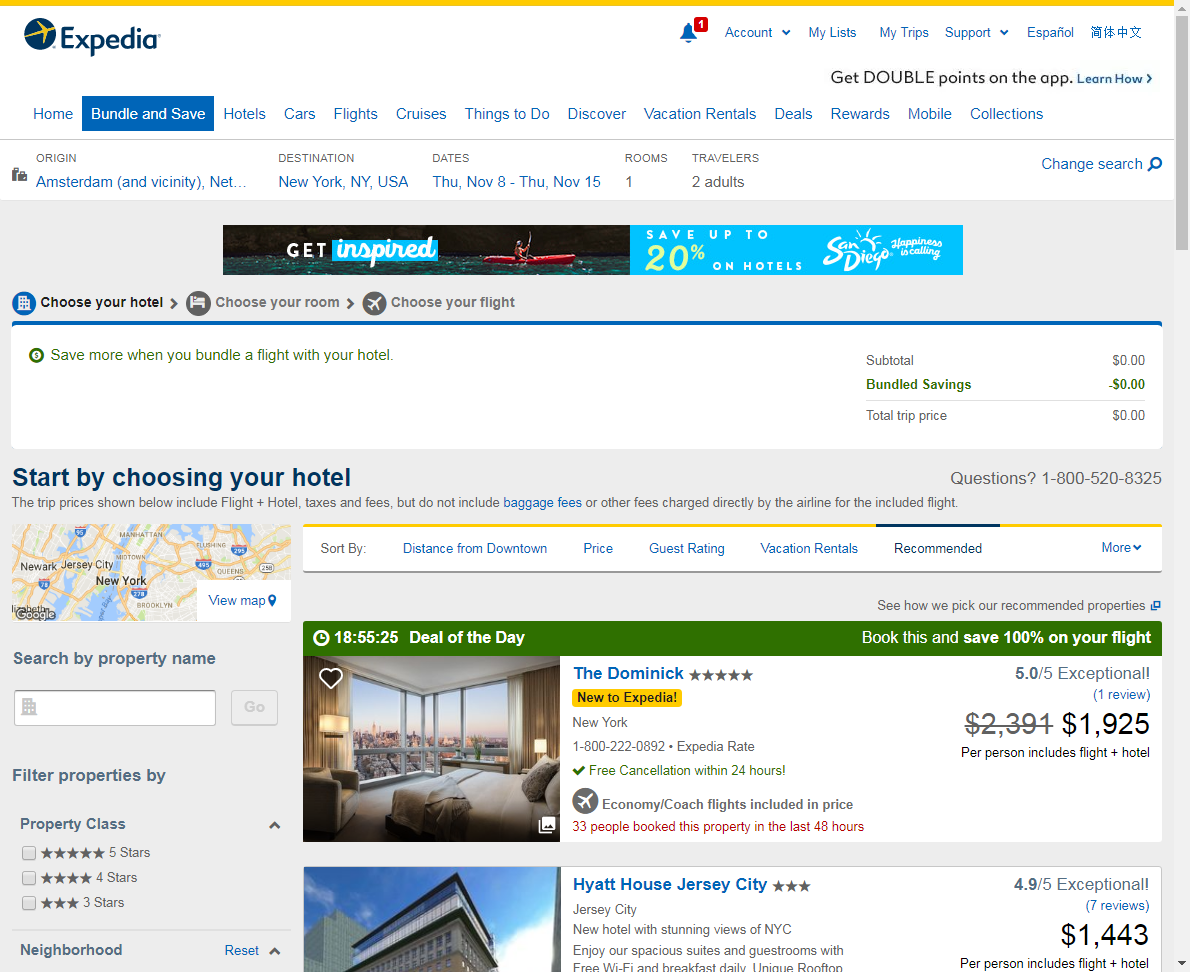 Expedia
1
Account
My Lists
My Trips
Support
Español
简体中文
Get DOUBLE points on the app. Learn How
Home
Bundle and Save
Hotels
Cars
Flights
Cruises
Things to Do
Discover
Vacation Rentals
Deals
Rewards
Mobile
Collections
ORIGIN
DESTINATION
DATES
ROOMS
TRAVELERS
Change search
Amsterdam (and vicinity), Net...
New York, NY, USA
Thu, Nov 8 - Thu, Nov 15
1
2 adults
GET inspired
SAVE UP TO
20%
ON HOTELS
San Diego
Happiness is calling
Choose your hotel
Choose your room
Choose your flight
Save more when you bundle a flight with your hotel.
Subtotal $0.00
Bundled Savings -$0.00
Total trip price $0.00
Start by choosing your hotel
Questions? 1-800-520-8325
The trip prices shown below include Flight + Hotel, taxes and fees, but do not include baggage fees or other fees charged directly by the airline for the included flight.
MANHATTAN
FLUSHING
95
295
MIDTOWN
Newark
Jersey City
495
QUEENS
258
New York
78
278
BROOKLYN
lizabeth
Google
View map
Sort By:
Distance from Downtown
Price
Guest Rating
Vacation Rentals
Recommended
More
See how we pick our recommended properties
Search by property name
Go
Filter properties by
Property Class
5 Stars
4 Stars
3 Stars
Neighborhood
Reset
18:55:25 Deal of the Day
Book this and save 100% on your flight
The Dominick
New to Expedia!
New York
1-800-222-0892 • Expedia Rate
Free Cancellation within 24 hours!
Economy/Coach flights included in price
33 people booked this property in the last 48 hours
5.0/5 Exceptional!
(1 review)
$2,391 $1,925
Per person includes flight + hotel
Hyatt House Jersey City
Jersey City
New hotel with stunning views of NYC
Enjoy our spacious suites and guestrooms with
Free Wi-Fi and breakfast daily. Unique Rooftop
4.9/5 Exceptional!
(7 reviews)
$1,443
Per person includes flight + hotel